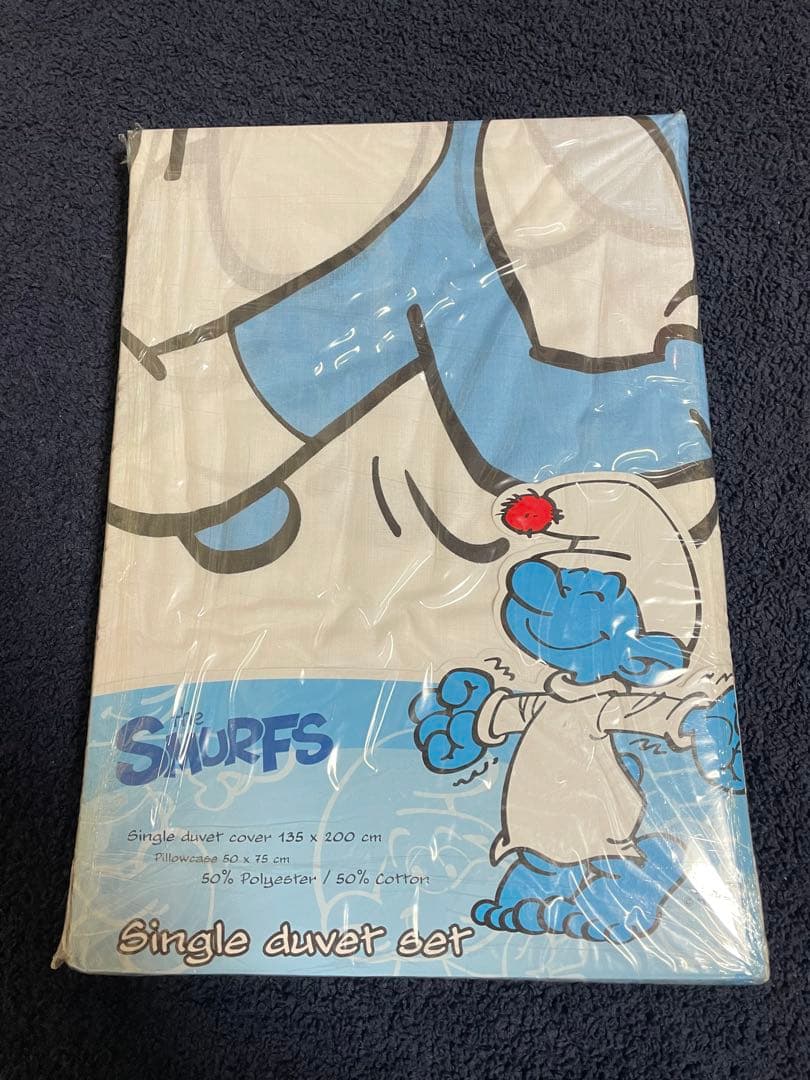 the
SMURFS
Single duvet cover 135 x 200 cm
Pillowcase 50 x 75 cm
50% Polyester / 50% Cotton
Single duvet set